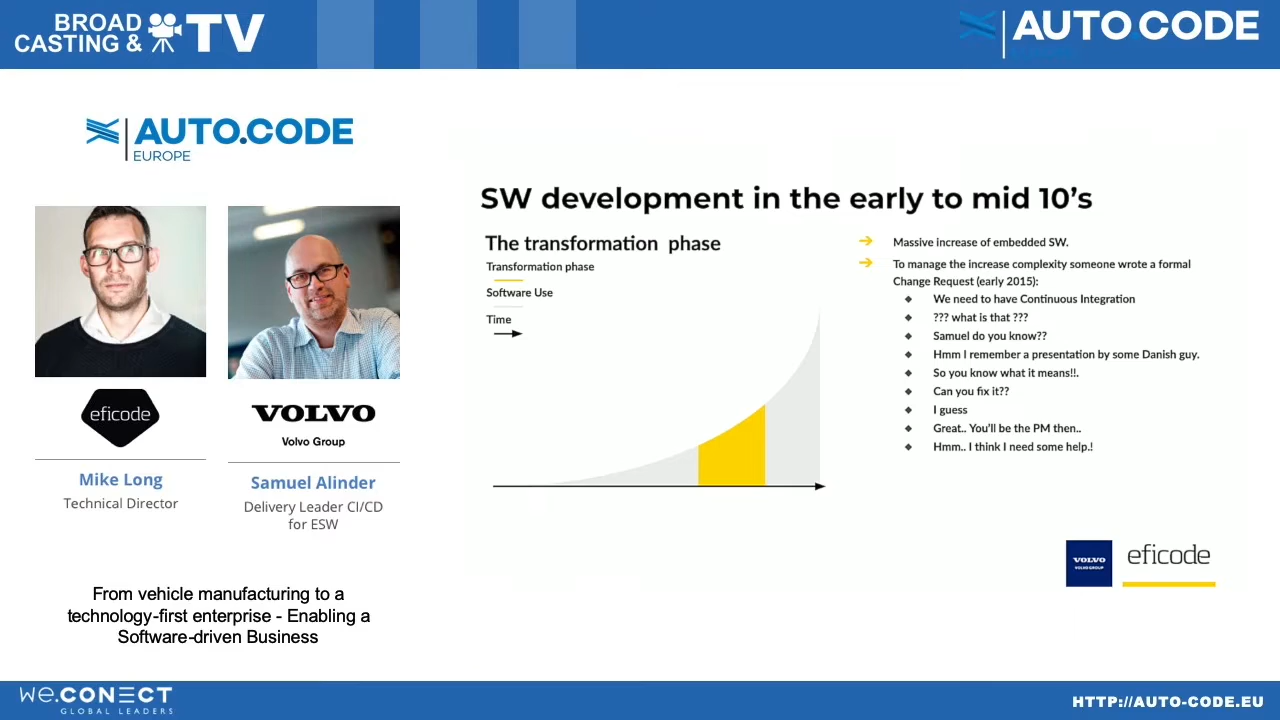 BROAD
CASTING & TV
AUTO.CODE
AUTO.CODE
EUROPE
eficode
Mike Long
Technical Director
VOLVO
Volvo Group
Samuel Alinder
Delivery Leader CI/CD
for ESW
From vehicle manufacturing to a
technology-first enterprise - Enabling a
Software-driven Business
SW development in the early to mid 10’s
The transformation phase
Transformation phase
Software Use
Time
Massive increase of embedded SW.
To manage the increase complexity someone wrote a formal
Change Request (early 2015):
We need to have Continuous Integration
??? what is that ???
Samuel do you know??
Hmm I remember a presentation by some Danish guy.
So you know what it means!!.
Can you fix it??
I guess
Great.. You’ll be the PM then..
Hmm.. I think I need some help.!
VOLVO
VOLVO GROUP
eficode
we.CONECT
GLOBAL LEADERS
HTTP://AUTO-CODE.EU